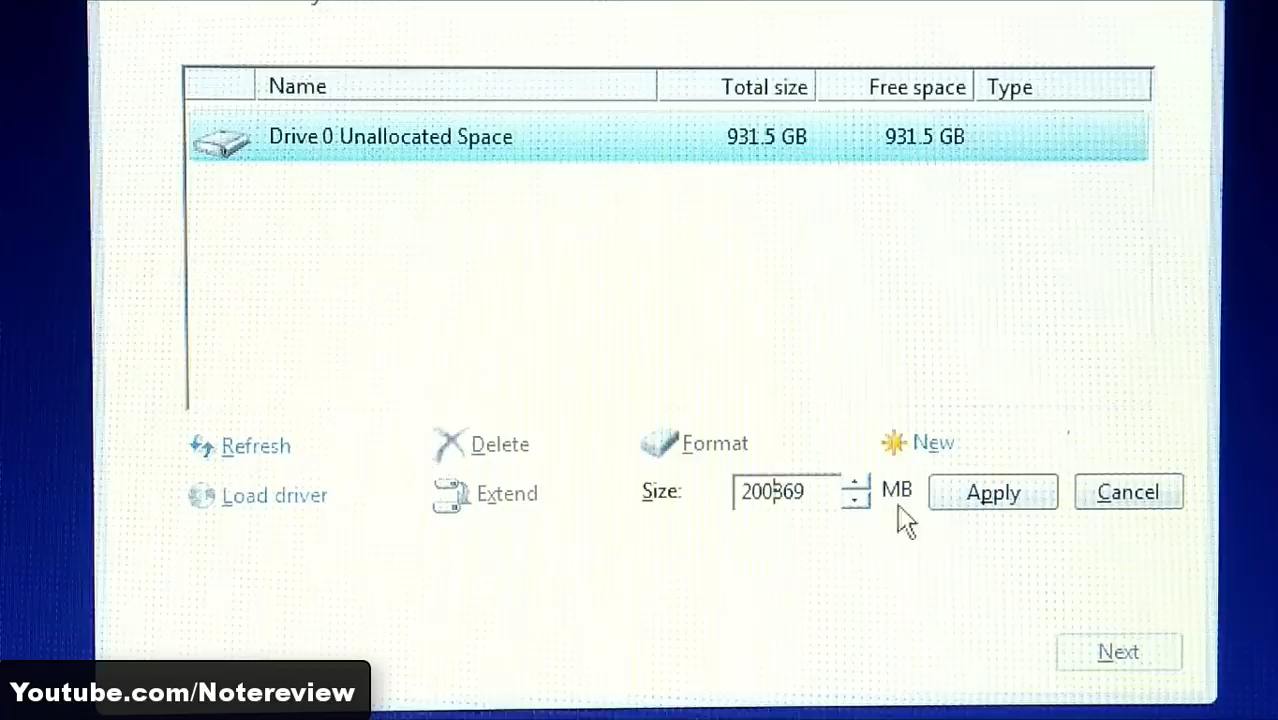 Name Total size Free space Type
Drive 0 Unallocated Space 931.5 GB 931.5 GB
Refresh Delete Format New
Load driver Extend Size: 200369 MB Apply Cancel
Next
Youtube.com/Notereview